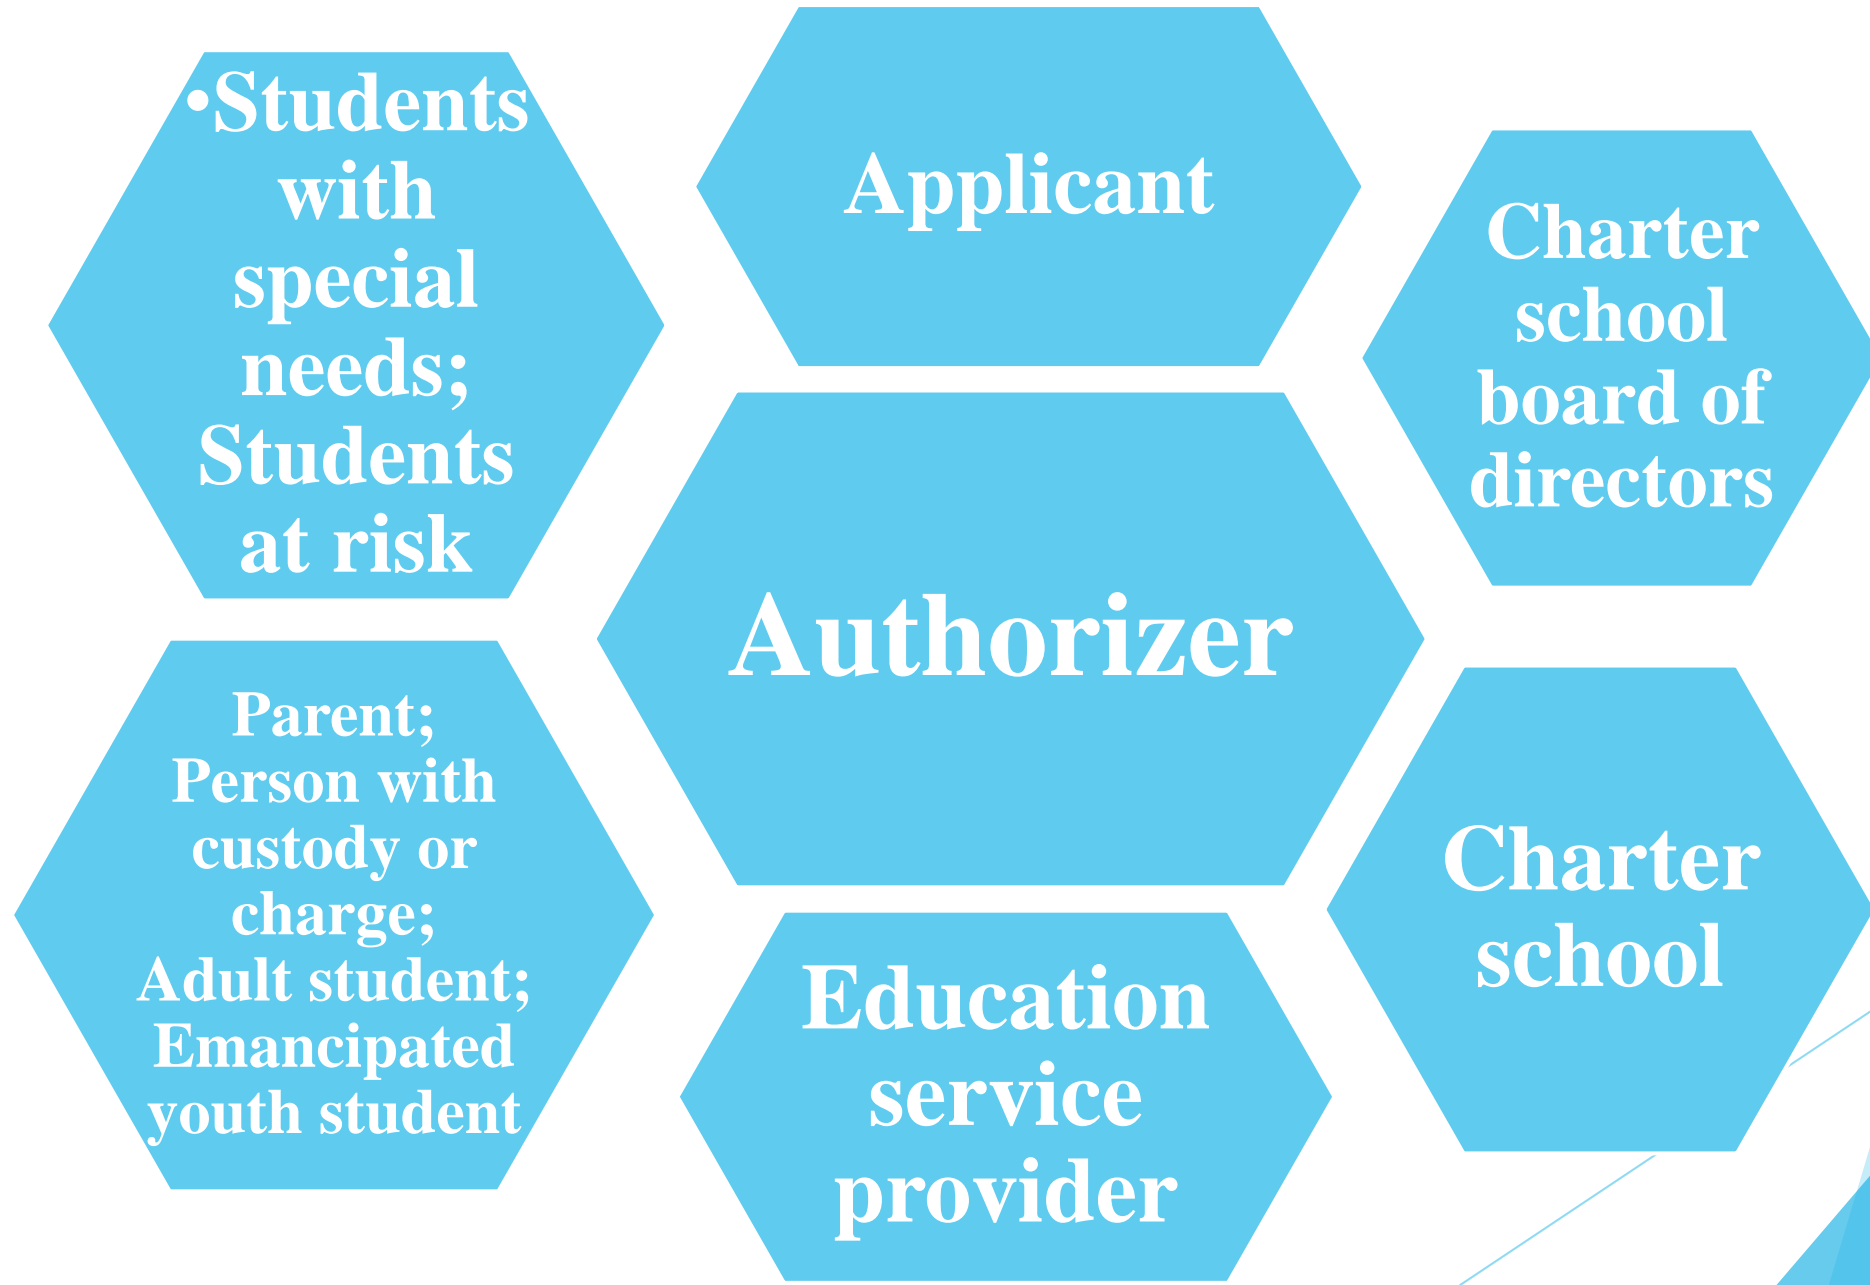 •Students
with
special
needs;
Students
at risk
Applicant
Charter
school
board of
directors
Authorizer
Parent;
Person with
custody or
charge;
Adult student;
Emancipated
youth student
Education
service
provider
Charter
school